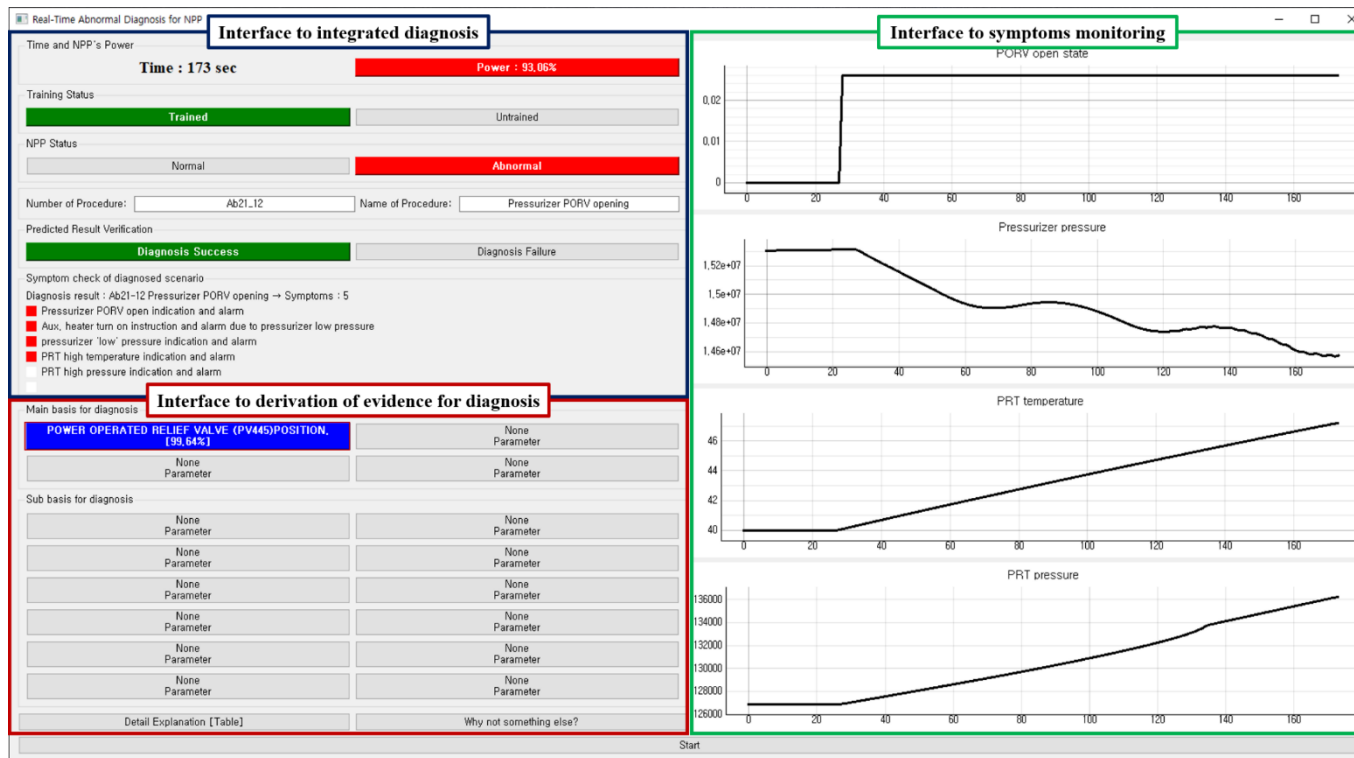 Real-Time Abnormal Diagnosis for NPP
Interface to integrated diagnosis
Time and NPP's Power
Time : 173 sec
Power : 93,06%
Training Status
Trained
Untrained
NPP Status
Normal
Abnormal
Number of Procedure:
Ab21_12
Name of Procedure:
Pressurizer PORV opening
Predicted Result Verification
Diagnosis Success
Diagnosis Failure
Symptom check of diagnosed scenario
Diagnosis result : Ab21-12 Pressurizer PORV opening → Symptoms : 5
Pressurizer PORV open indication and alarm
Aux, heater turn on instruction and alarm due to pressurizer low pressure
pressurizer 'low' pressure indication and alarm
PRT high temperature indication and alarm
PRT high pressure indication and alarm
Interface to derivation of evidence for diagnosis
Main basis for diagnosis
POWER OPERATED RELIEF VALVE (PV445)POSITION,
[99,64%]
None
Parameter
None
Parameter
None
Parameter
Sub basis for diagnosis
None
Parameter
None
Parameter
None
Parameter
None
Parameter
None
Parameter
None
Parameter
None
Parameter
None
Parameter
None
Parameter
None
Parameter
None
Parameter
None
Parameter
Detail Explanation [Table]
Why not something else?
Start
Interface to symptoms monitoring
PORV open state
0,02
0,01
0
0 20 40 60 80 100 120 140 160
Pressurizer pressure
1,52e+07
1,5e+07
1,48e+07
1,46e+07
0 20 40 60 80 100 120 140 160
PRT temperature
46
44
42
40
0 20 40 60 80 100 120 140 160
PRT pressure
136000
134000
130000
128000
126000
0 20 40 60 80 100 120 140 160